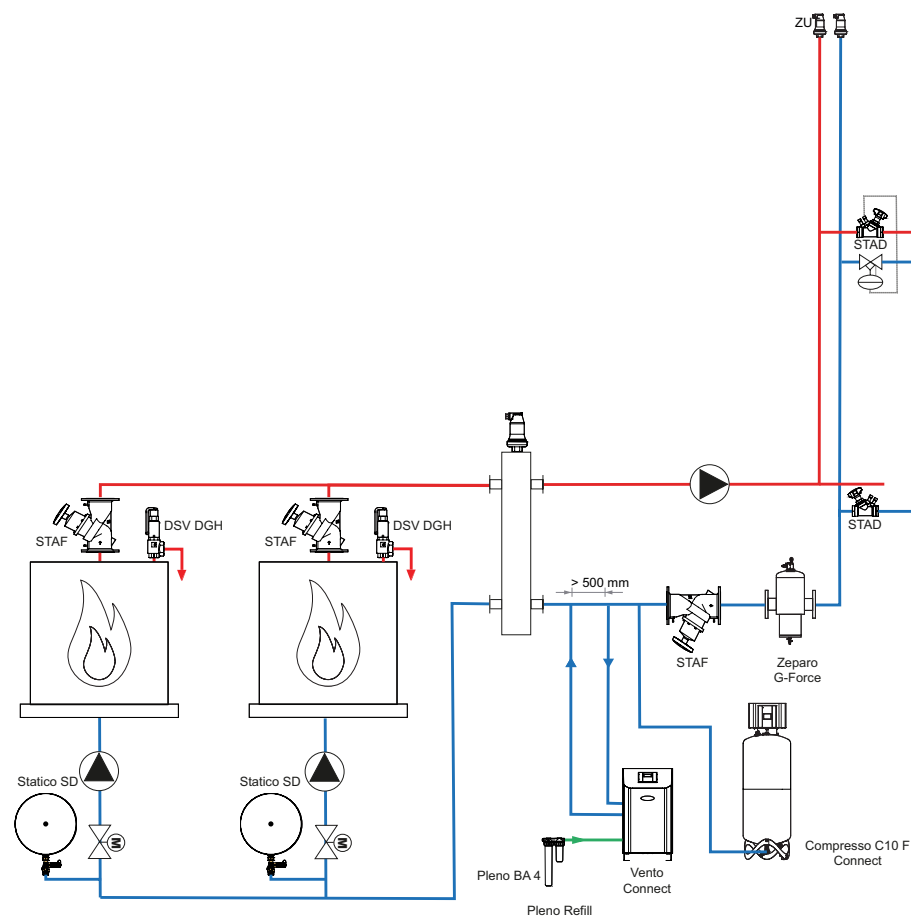 ZU
STAD
STAD
STAF
DSV DGH
STAF
DSV DGH
> 500 mm
STAF
Zeparo
G-Force
Statico SD
M
Statico SD
M
Pleno BA 4
Pleno Refill
Vento
Connect
Compresso C10 F
Connect